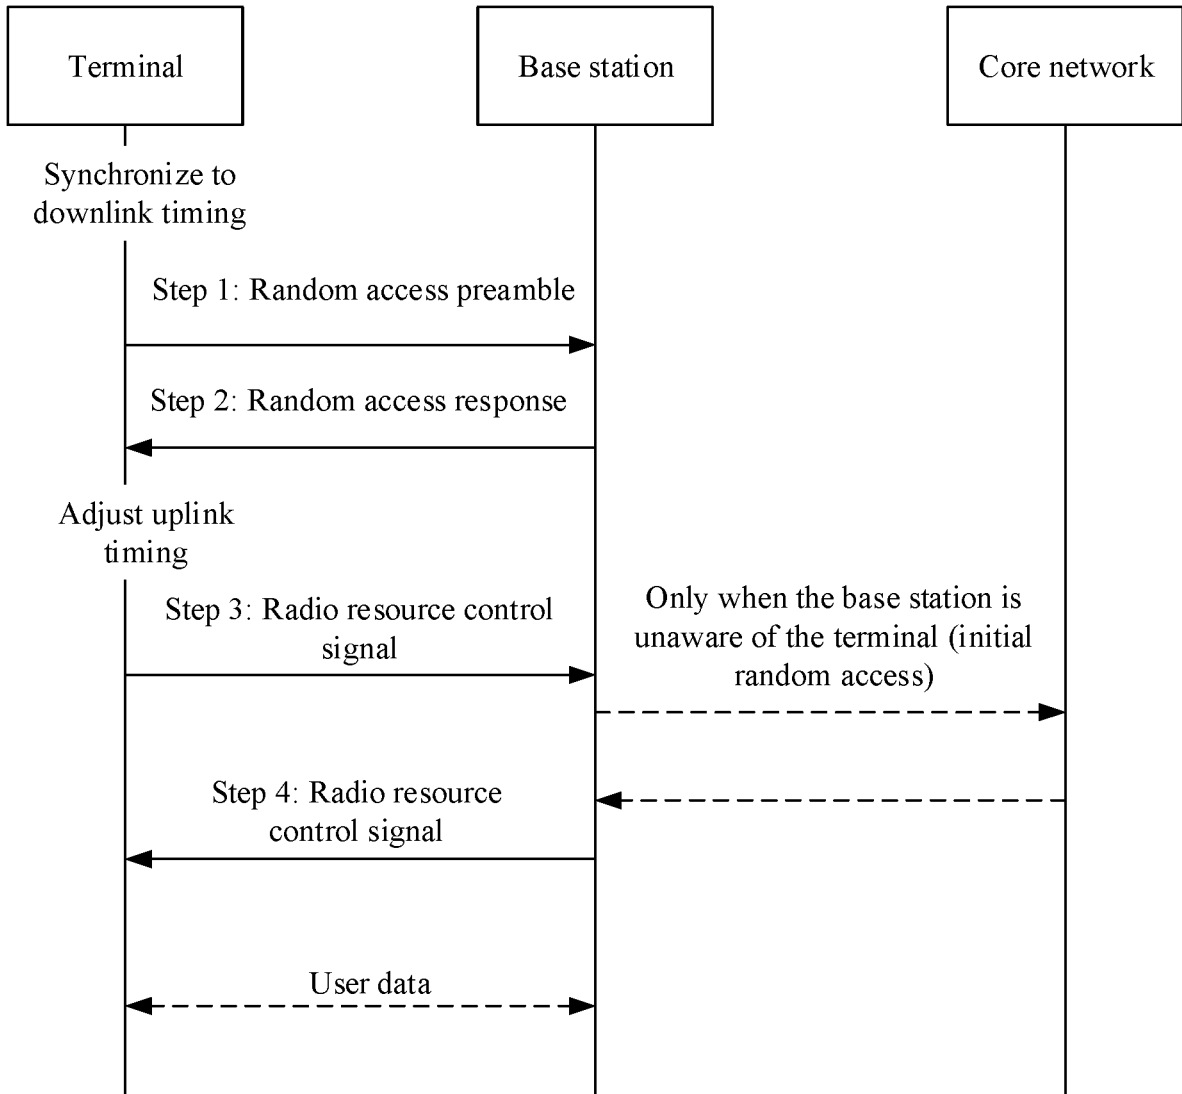 Terminal
Base station
Core network
Synchronize to
downlink timing
Step 1: Random access preamble
Step 2: Random access response
Adjust uplink
timing
Step 3: Radio resource control
signal
Only when the base station is
unaware of the terminal (initial
random access)
Step 4: Radio resource
control signal
User data